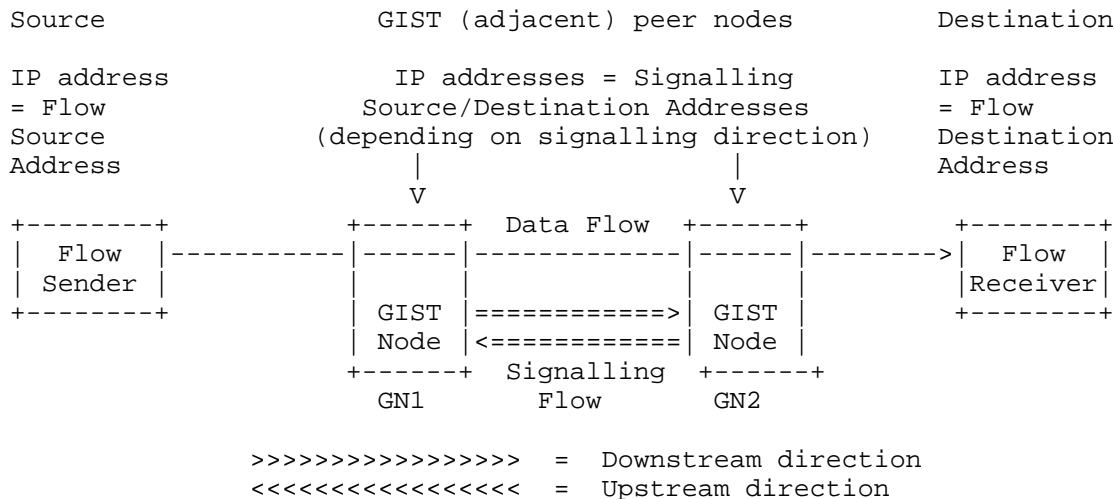 Source                 GIST (adjacent) peer nodes          Destination
IP address              IP addresses = Signalling           IP address
= Flow                Source/Destination Addresses          = Flow
Source             (depending on signalling direction)      Destination
Address                   |                   |             Address
                          V                   V
+--------+            +------+  Data Flow  +------+         +--------+
|  Flow  |-----------|------|-------------|------|-------->|  Flow  |
| Sender |           |      |             |      |         |Receiver|
+--------+           | GIST |============>| GIST |         +--------+
                     | Node |<============| Node |
                     +------+  Signalling +------+
                       GN1       Flow       GN2
>>>>>>>>>>>>>>>>>  =  Downstream direction
<<<<<<<<<<<<<<<<<  =  Upstream direction